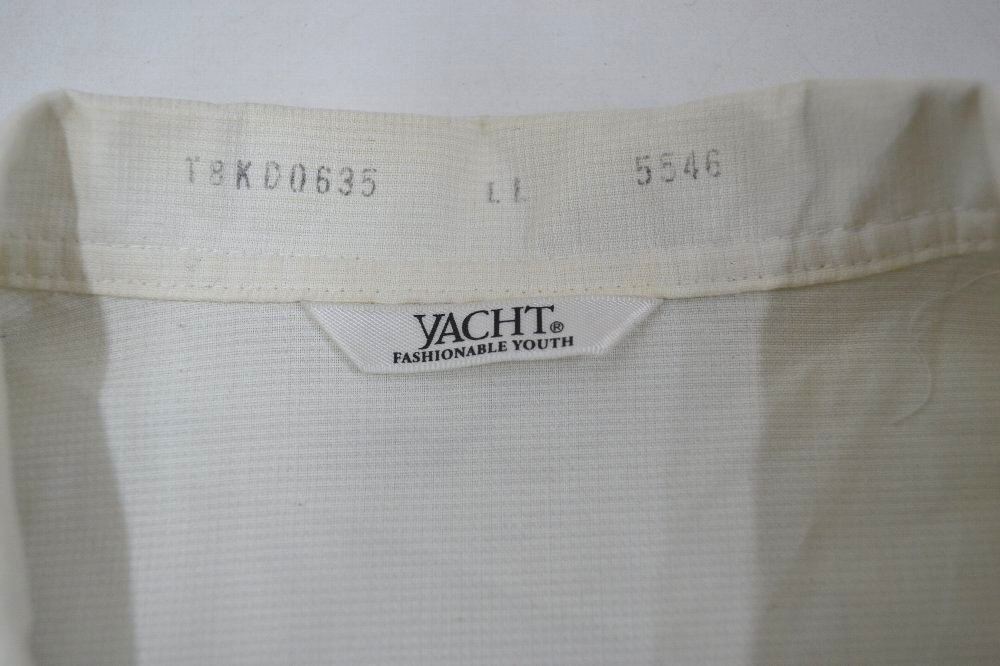 T8KD0635 LL 5546
YACHT®
FASHIONABLE YOUTH